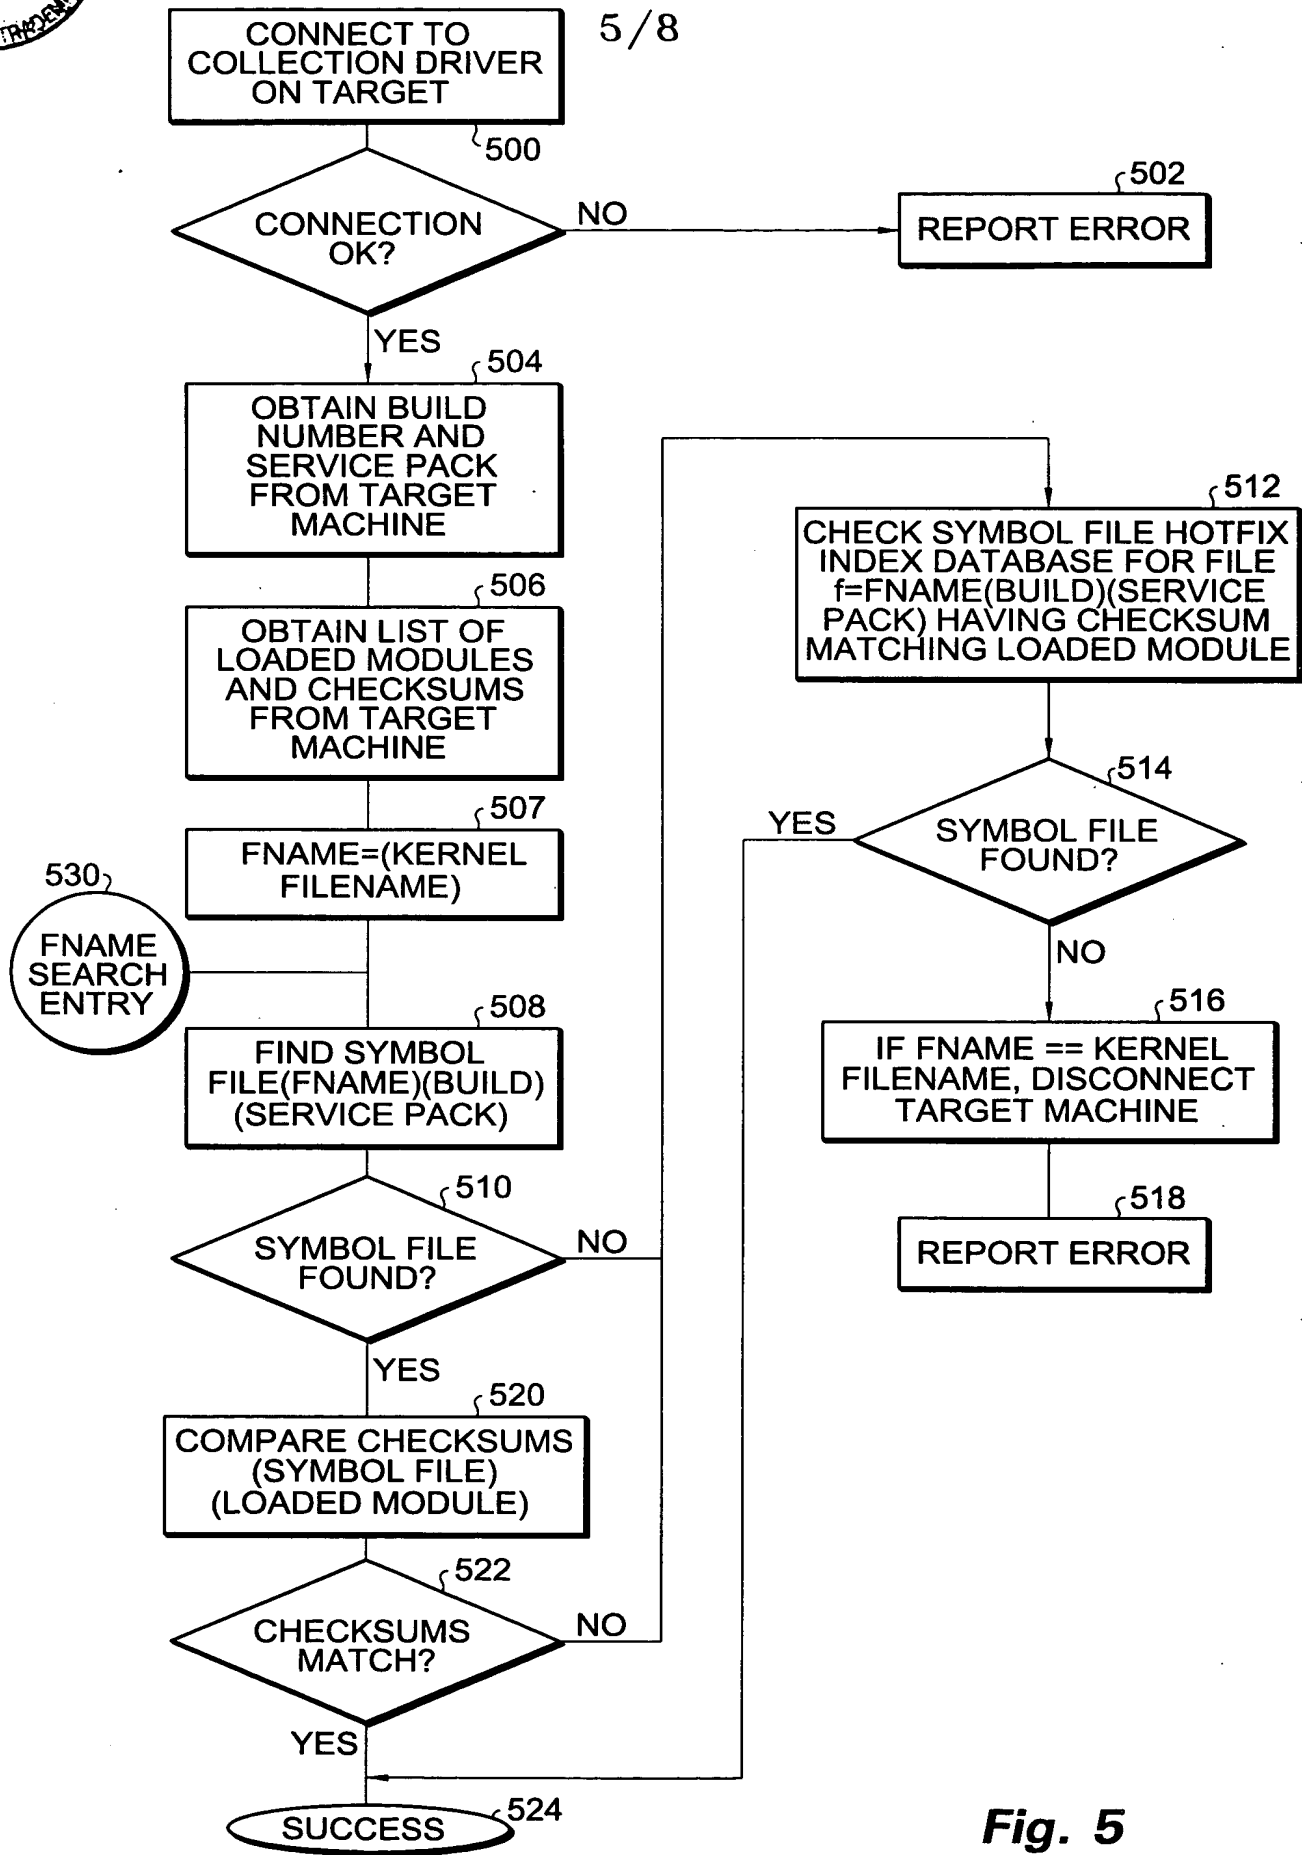 5/8
CONNECT TO
COLLECTION DRIVER
ON TARGET
500
CONNECTION
OK?
NO
502
REPORT ERROR
YES
504
OBTAIN BUILD
NUMBER AND
SERVICE PACK
FROM TARGET
MACHINE
506
OBTAIN LIST OF
LOADED MODULES
AND CHECKSUMS
FROM TARGET
MACHINE
507
FNAME=(KERNEL
FILENAME)
530
FNAME
SEARCH
ENTRY
508
FIND SYMBOL
FILE(FNAME)(BUILD)
(SERVICE PACK)
510
SYMBOL FILE
FOUND?
NO
YES
520
COMPARE CHECKSUMS
(SYMBOL FILE)
(LOADED MODULE)
522
CHECKSUMS
MATCH?
NO
YES
524
SUCCESS
512
CHECK SYMBOL FILE HOTFIX
INDEX DATABASE FOR FILE
f=FNAME(BUILD)(SERVICE
PACK) HAVING CHECKSUM
MATCHING LOADED MODULE
514
SYMBOL FILE
FOUND?
YES
NO
516
IF FNAME == KERNEL
FILENAME, DISCONNECT
TARGET MACHINE
518
REPORT ERROR
Fig. 5